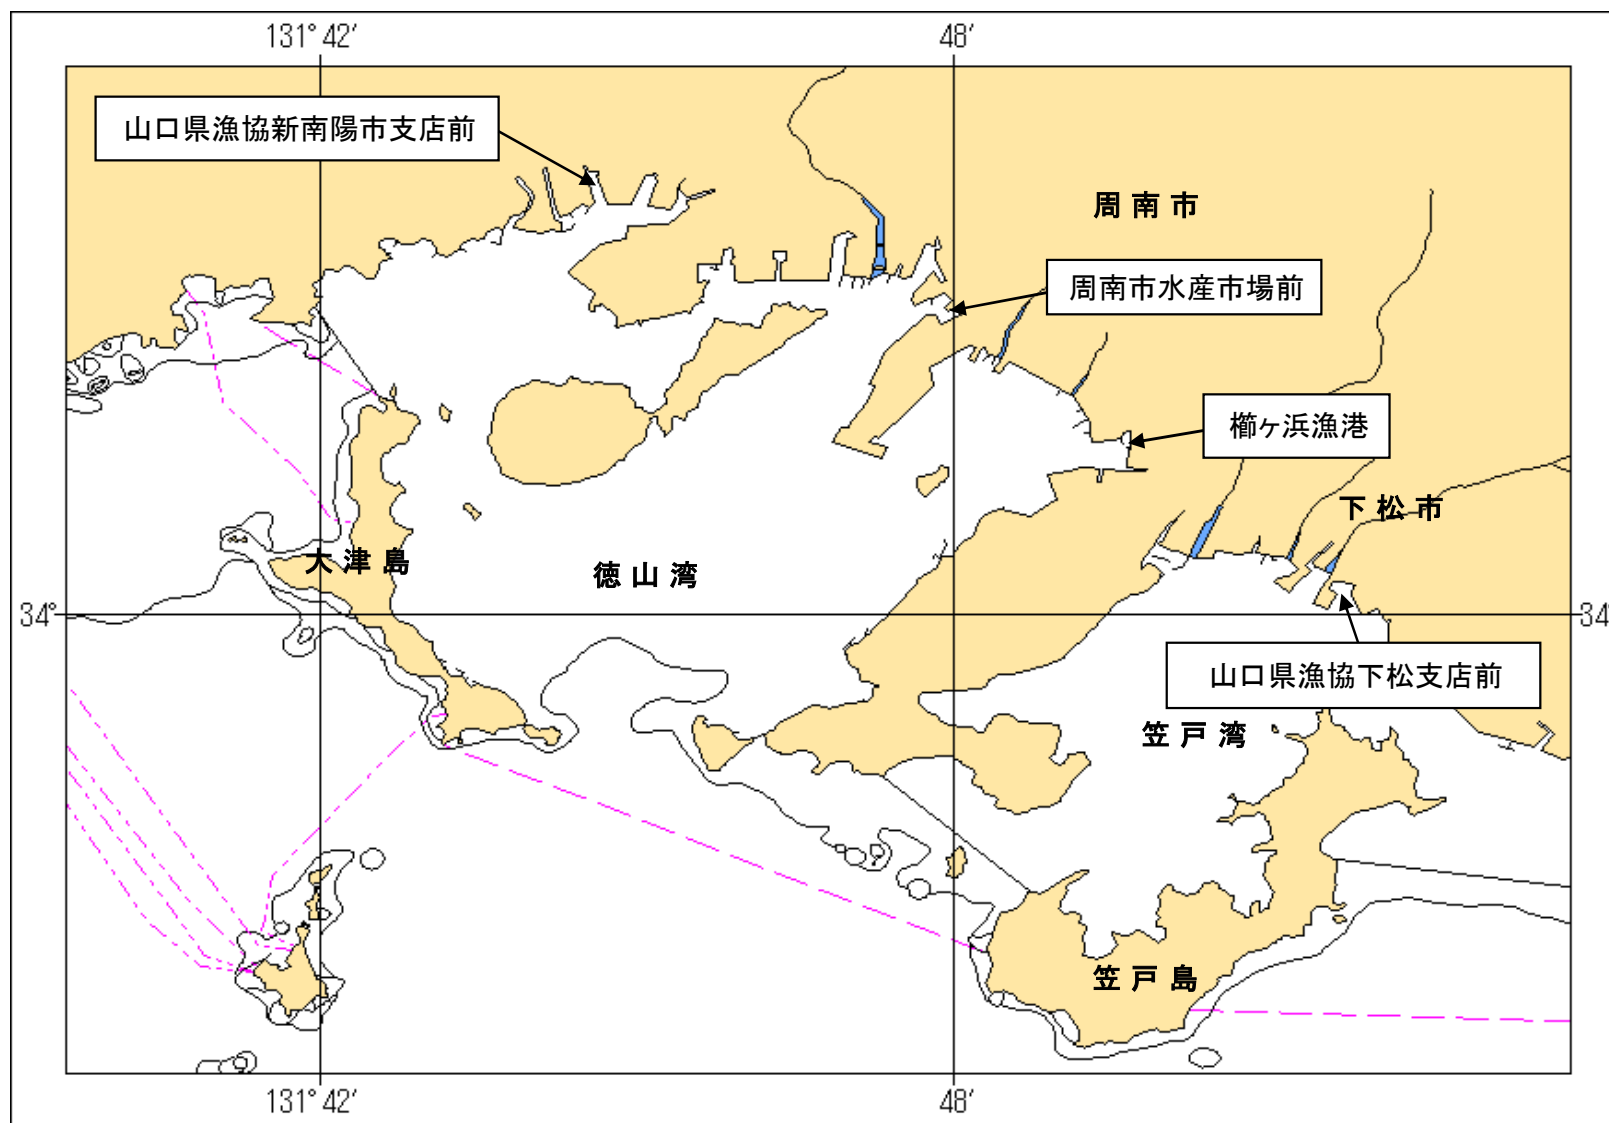 131° 42′
48′
山口県漁協新南陽市支店前
周南市
周南市水産市場前
櫛ヶ浜漁港
下松市
大津島
徳山湾
34°
34°
山口県漁協下松支店前
笠戸湾
笠戸島
131° 42′
48′